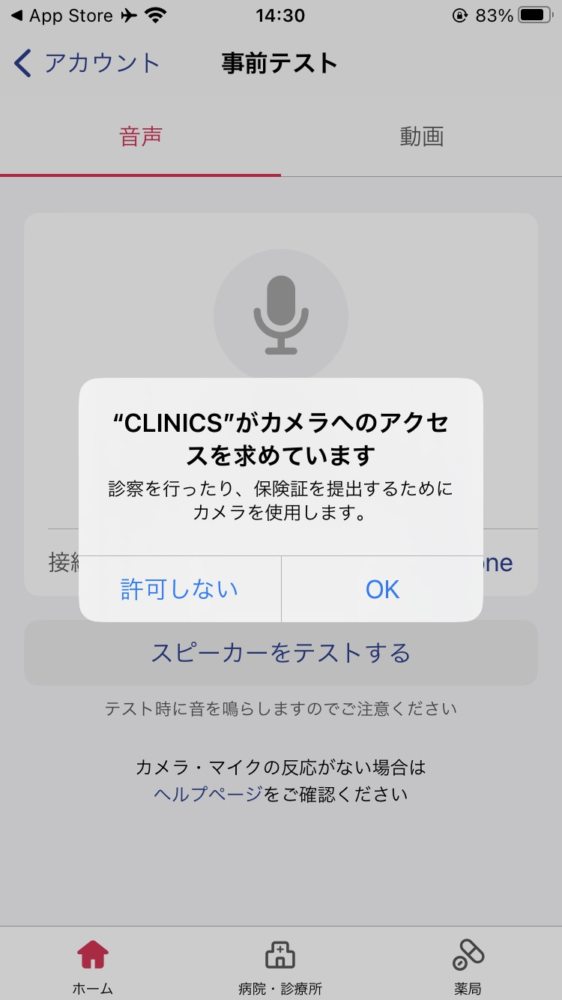 App Store
14:30
83%
アカウント
事前テスト
音声
動画
“CLINICS”がカメラへのアクセ
スを求めています
診察を行ったり、保険証を提出するために
カメラを使用します。
許可しない
OK
スピーカーをテストする
テスト時に音を鳴らしますのでご注意ください
カメラ・マイクの反応がない場合は
ヘルプページをご確認ください
ホーム
病院・診療所
薬局